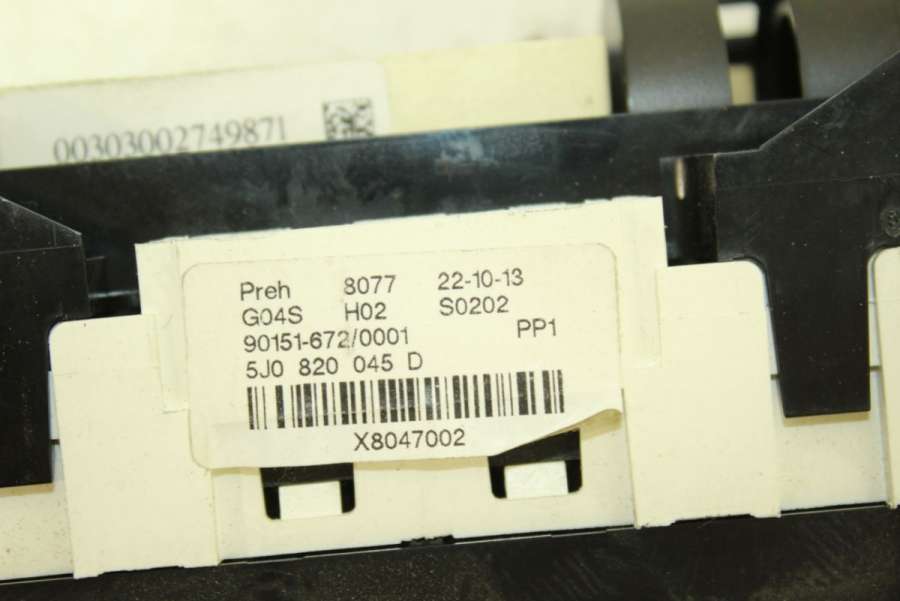 00303002749871
Preh 8077 22-10-13
G04S H02 S0202
90151-672/0001 PP1
5J0 820 045 D
X8047002